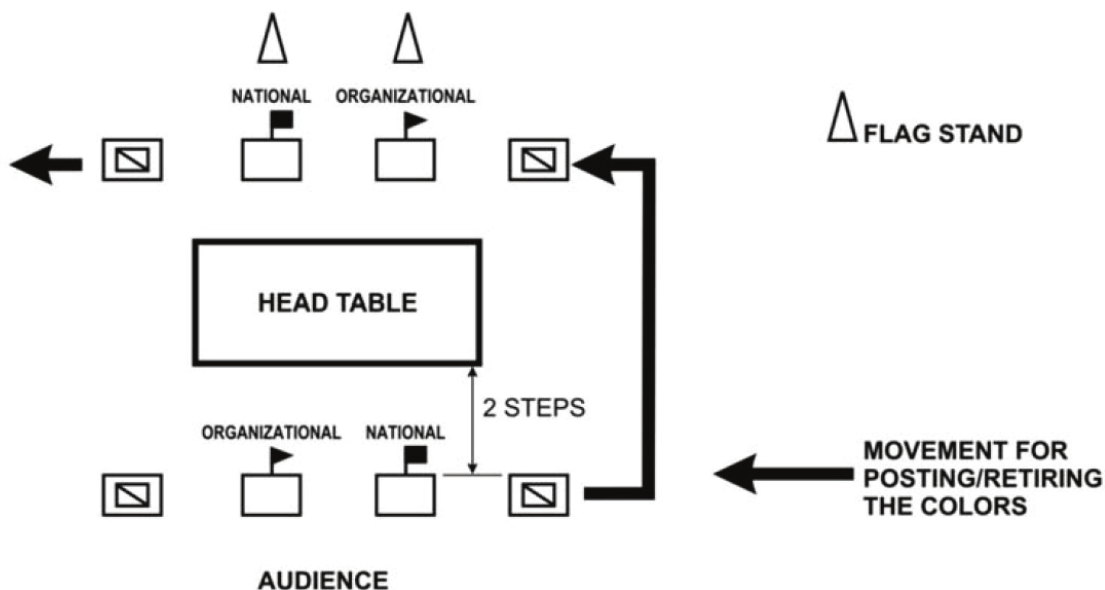 NATIONAL
ORGANIZATIONAL
FLAG STAND
HEAD TABLE
2 STEPS
ORGANIZATIONAL
NATIONAL
MOVEMENT FOR
POSTING/RETIRING
THE COLORS
AUDIENCE